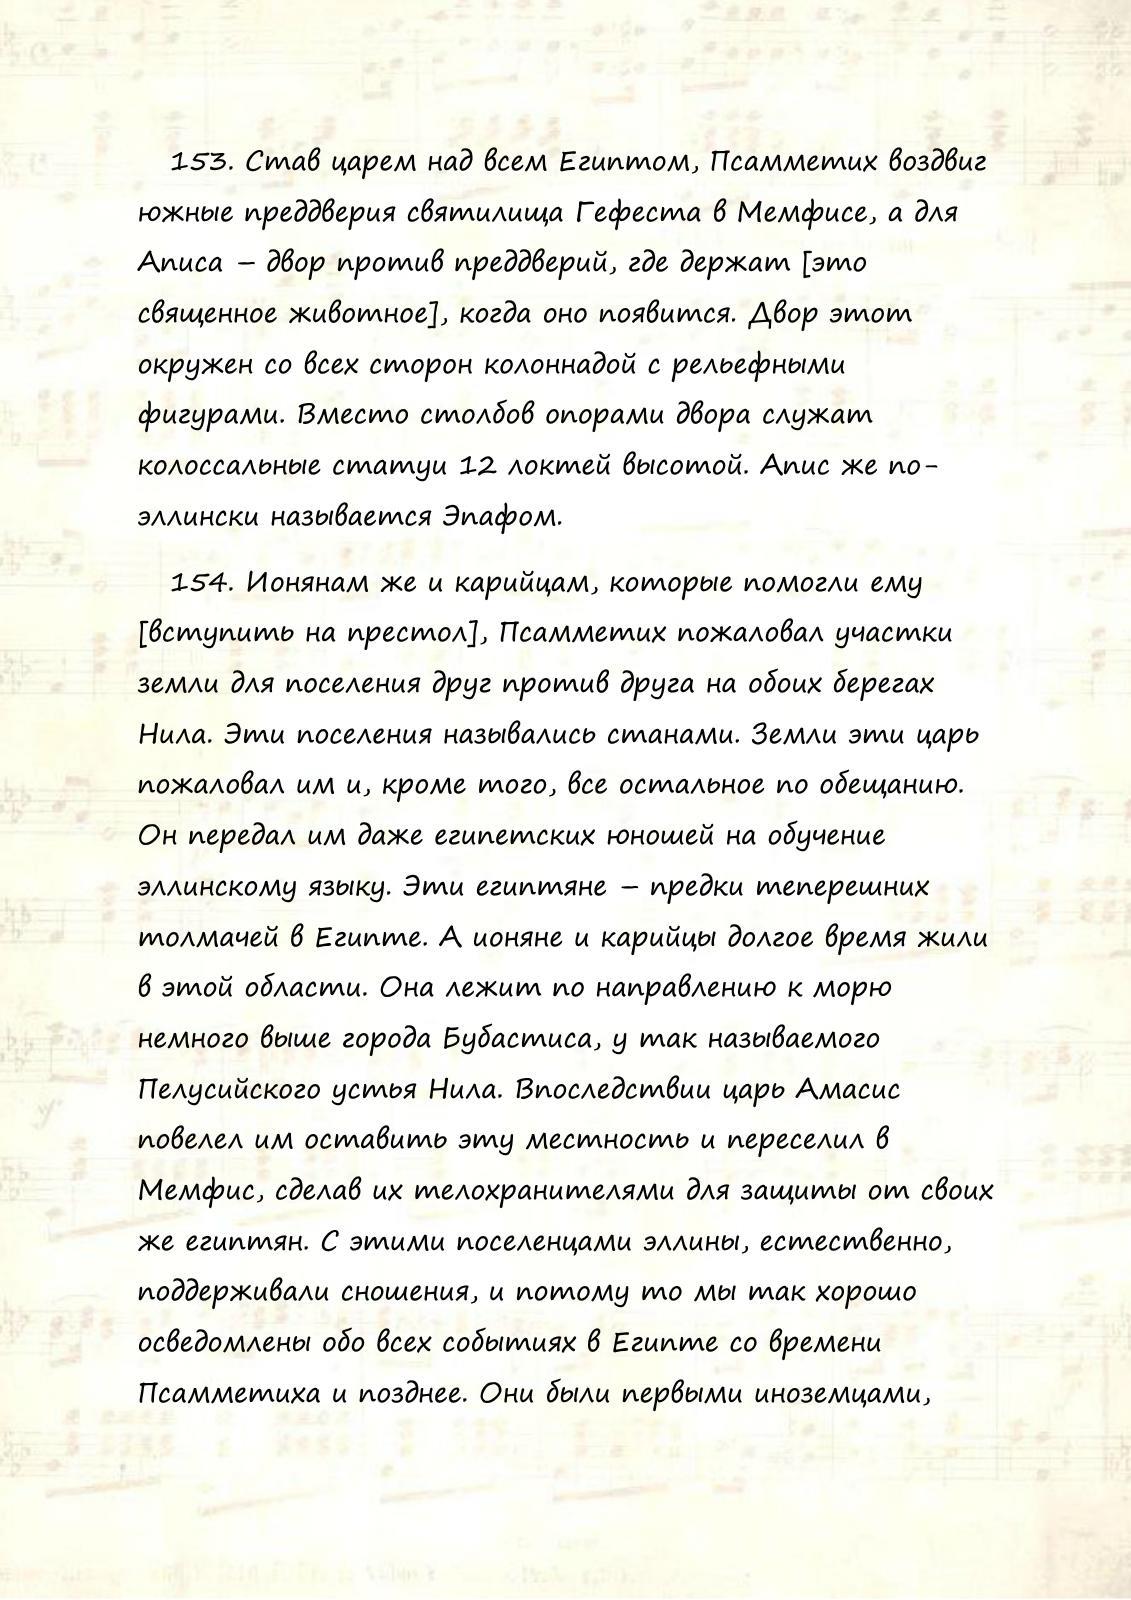 153. Став царем над всем Египтом, Псамметих воздвиг
южные преддверия святилища Гефеста в Мемфисе, а для
Аписа – двор против преддверий, где держат [это
священное животное], когда оно появится. Двор этот
окружен со всех сторон колоннадой с рельефными
фигурами. Вместо столбов опорами двора служат
колоссальные статуи 12 локтей высотой. Апис же по-
эллински называется Эпафом.
154. Ионянам же и карийцам, которые помогли ему
[вступить на престол], Псамметих пожаловал участки
земли для поселения друг против друга на обоих берегах
Нила. Эти поселения назывались станами. Земли эти царь
пожаловал им и, кроме того, все остальное по обещанию.
Он передал им даже египетских юношей на обучение
эллинскому языку. Эти египтяне – предки теперешних
толмачей в Египте. А ионяне и карийцы долгое время жили
в этой области. Она лежит по направлению к морю
немного выше города Бубастиса, у так называемого
Пелусийского устья Нила. Впоследствии царь Амасис
повелел им оставить эту местность и переселил в
Мемфис, сделав их телохранителями для защиты от своих
же египтян. С этими поселенцами эллины, естественно,
поддерживали сношения, и потому то мы так хорошо
осведомлены обо всех событиях в Египте со времени
Псамметиха и позднее. Они были первыми иноземцами,